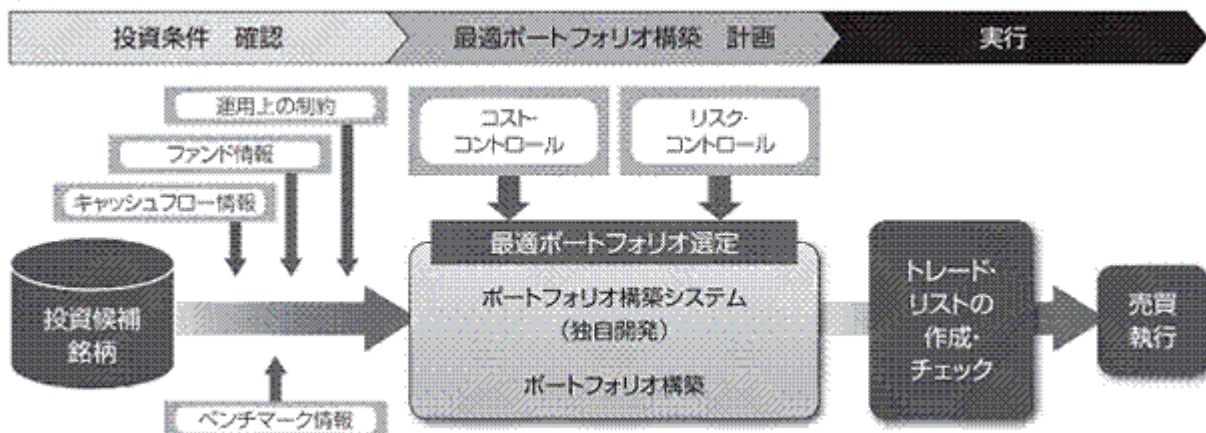 投資条件 確認
最適ポートフォリオ構築 計画
実行
運用上の制約
ファンド情報
キャッシュフロー情報
コスト・
コントロール
リスク・
コントロール
投資候補
銘柄
最適ポートフォリオ選定
ポートフォリオ構築システム
(独自開発)
ポートフォリオ構築
トレード・
リストの
作成・
チェック
売買
執行
ベンチマーク情報